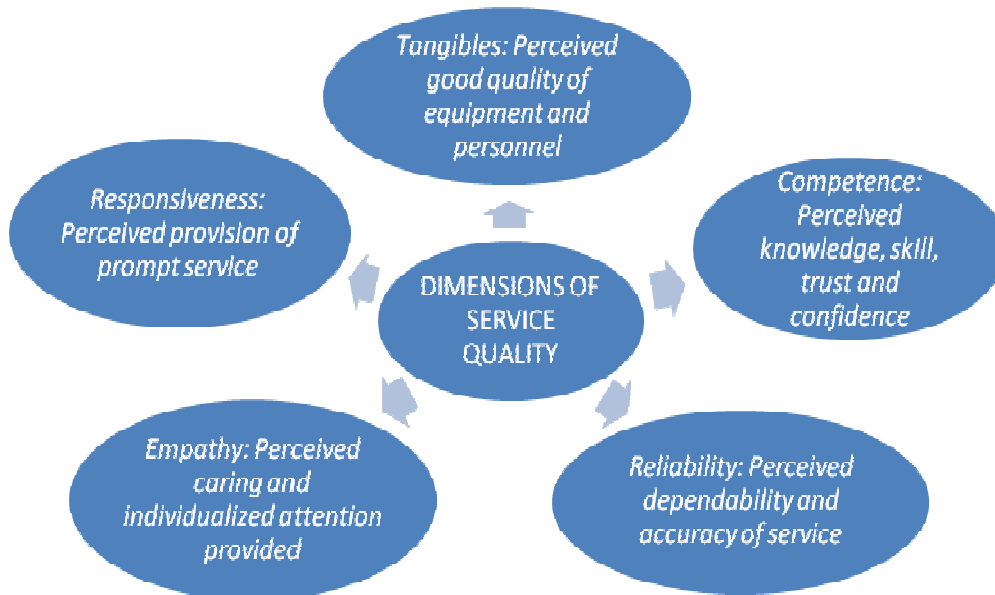 Tangibles: Perceived
good quality of
equipment and
personnel
Responsiveness:
Perceived provision of
prompt service
Competence:
Perceived
knowledge, skill,
trust and
confidence
DIMENSIONS OF
SERVICE
QUALITY
Empathy: Perceived
caring and
individualized attention
provided
Reliability: Perceived
dependability and
accuracy of service